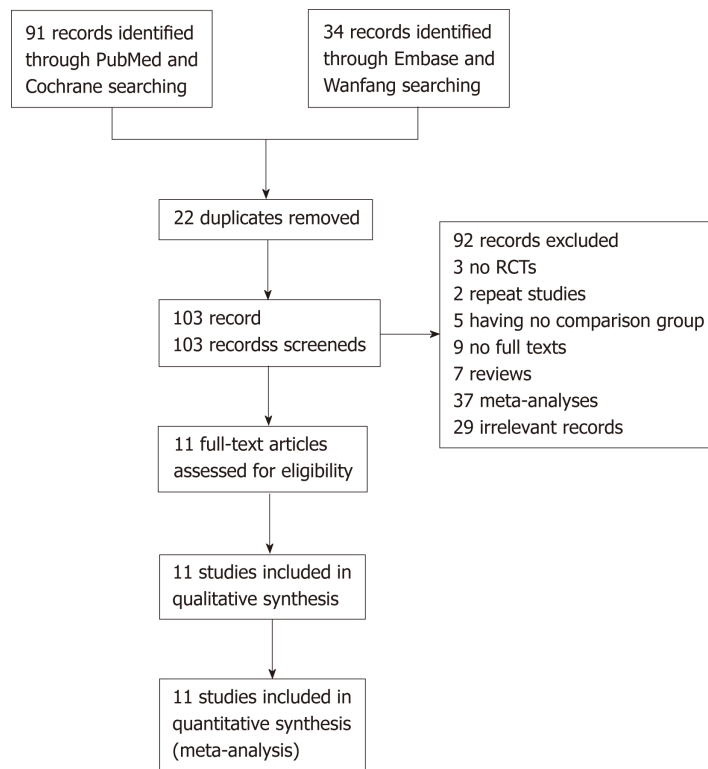 91 records identified
through PubMed and
Cochrane searching
34 records identified
through Embase and
Wanfang searching
22 duplicates removed
103 record
103 recordss screeneds
92 records excluded
3 no RCTs
2 repeat studies
5 having no comparison group
9 no full texts
7 reviews
37 meta-analyses
29 irrelevant records
11 full-text articles
assessed for eligibility
11 studies included in
qualitative synthesis
11 studies included in
quantitative synthesis
(meta-analysis)